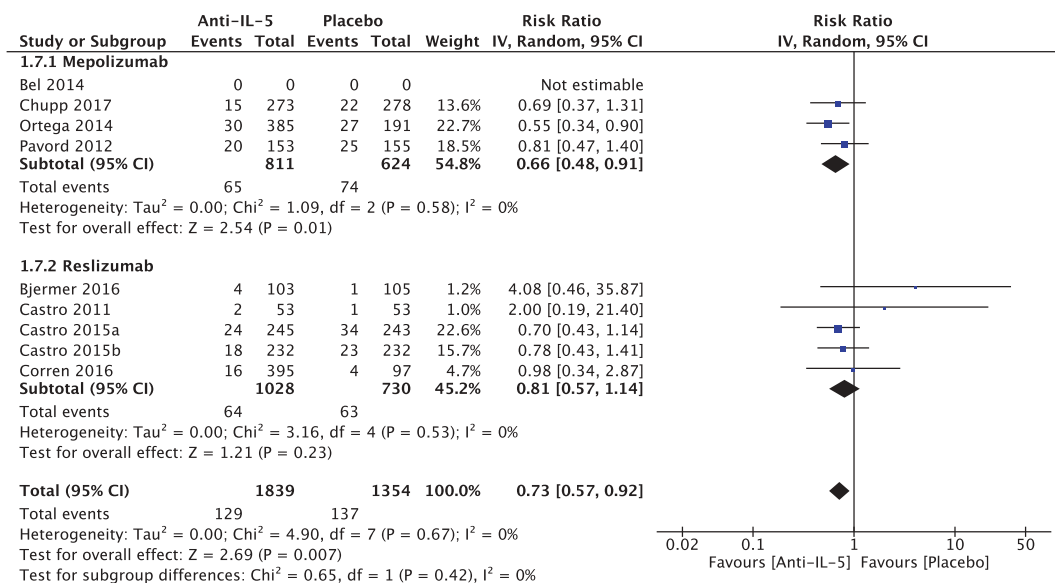 Anti-IL-5 Placebo Risk Ratio Risk Ratio
Study or Subgroup Events Total Events Total Weight IV, Random, 95% CI IV, Random, 95% CI
1.7.1 Mepolizumab
Bel 2014 0 0 0 0 Not estimable
Chupp 2017 15 273 22 278 13.6% 0.69 [0.37, 1.31]
Ortega 2014 30 385 27 191 22.7% 0.55 [0.34, 0.90]
Pavord 2012 20 153 25 155 18.5% 0.81 [0.47, 1.40]
Subtotal (95% CI) 811 624 54.8% 0.66 [0.48, 0.91]
Total events 65 74
Heterogeneity: Tau² = 0.00; Chi² = 1.09, df = 2 (P = 0.58); I² = 0%
Test for overall effect: Z = 2.54 (P = 0.01)
1.7.2 Reslizumab
Bjermer 2016 4 103 1 105 1.2% 4.08 [0.46, 35.87]
Castro 2011 2 53 1 53 1.0% 2.00 [0.19, 21.40]
Castro 2015a 24 245 34 243 22.6% 0.70 [0.43, 1.14]
Castro 2015b 18 232 23 232 15.7% 0.78 [0.43, 1.41]
Corren 2016 16 395 4 97 4.7% 0.98 [0.34, 2.87]
Subtotal (95% CI) 1028 730 45.2% 0.81 [0.57, 1.14]
Total events 64 63
Heterogeneity: Tau² = 0.00; Chi² = 3.16, df = 4 (P = 0.53); I² = 0%
Test for overall effect: Z = 1.21 (P = 0.23)
Total (95% CI) 1839 1354 100.0% 0.73 [0.57, 0.92]
Total events 129 137
Heterogeneity: Tau² = 0.00; Chi² = 4.90, df = 7 (P = 0.67); I² = 0%
Test for overall effect: Z = 2.69 (P = 0.007)
Test for subgroup differences: Chi² = 0.65, df = 1 (P = 0.42), I² = 0%
0.02 0.1 1 10 50
Favours [Anti-IL-5] Favours [Placebo]